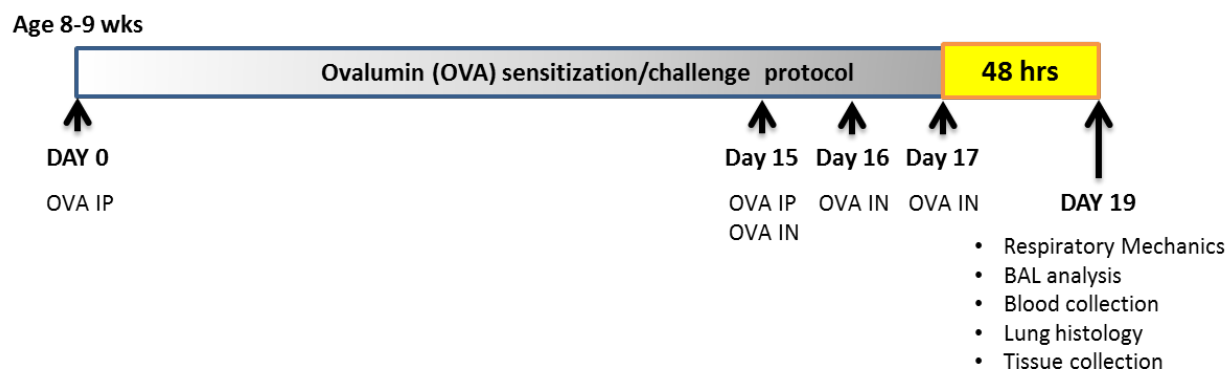 Age 8-9 wks
Ovalumin (OVA) sensitization/challenge protocol
48 hrs
DAY 0
OVA IP
Day 15
OVA IP
OVA IN
Day 16
OVA IN
Day 17
OVA IN
DAY 19
• Respiratory Mechanics
• BAL analysis
• Blood collection
• Lung histology
• Tissue collection